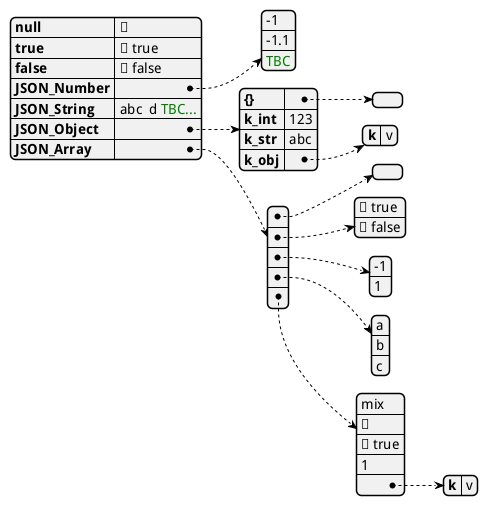 null
true true
false false
JSON_Number
JSON_String abc d TBC...
JSON_Object
JSON_Array
-1
-1.1
TBC
{}
k_int 123
k_str abc
k_obj
k v
true
false
-1
1
a
b
c
mix
true
1
k v